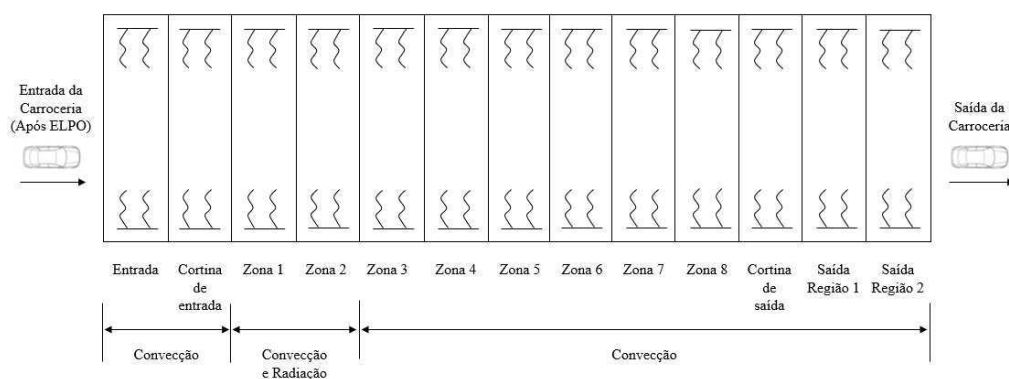 Entrada da
Carroceria
(Após ELPO)
Saída da
Carroceria
Entrada
Cortina
de
entrada
Zona 1
Zona 2
Zona 3
Zona 4
Zona 5
Zona 6
Zona 7
Zona 8
Cortina
de
saída
Saída
Região 1
Saída
Região 2
Convecção
Convecção
e Radiação
Convecção